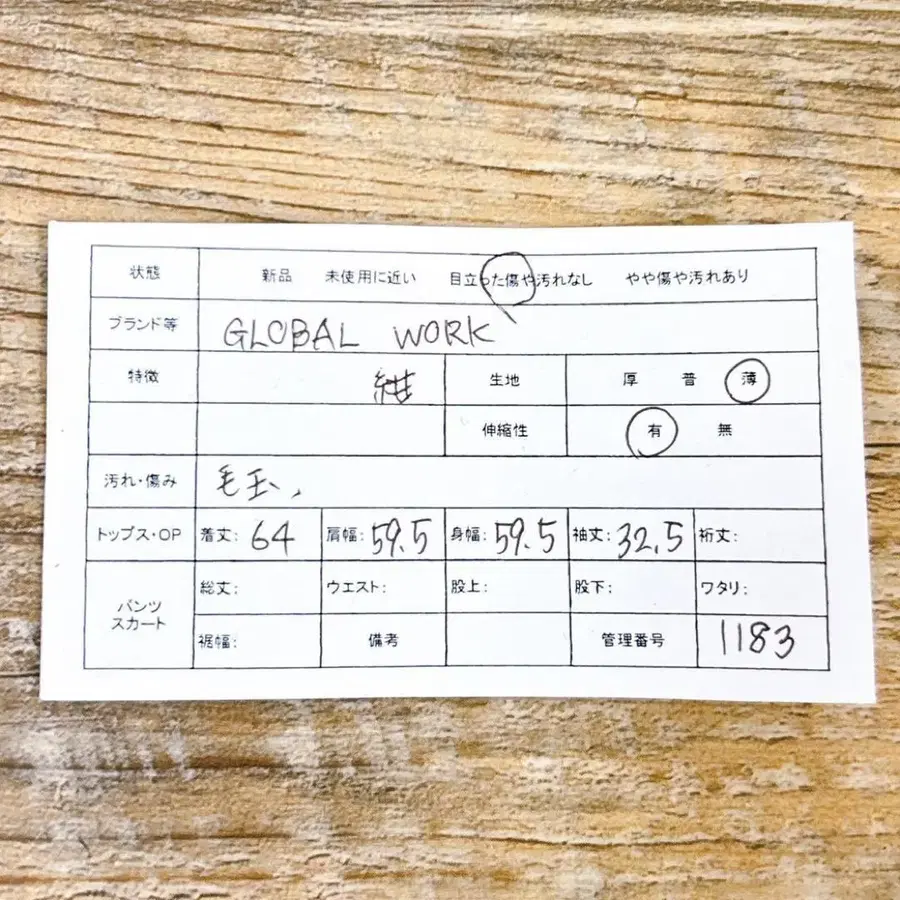 状態 新品 未使用に近い 目立った傷や汚れなし やや傷や汚れあり
ブランド等 GLOBAL WORK
特徴 生地 厚 普 薄
伸縮性 有 無
汚れ・傷み 毛玉、
トップス・OP 着丈: 64 肩幅: 59.5 身幅: 59.5 袖丈: 32.5 裄丈:
パンツ スカート 総丈: ウエスト: 股上: 股下: ワタリ:
裾幅: 備考 管理番号 1183